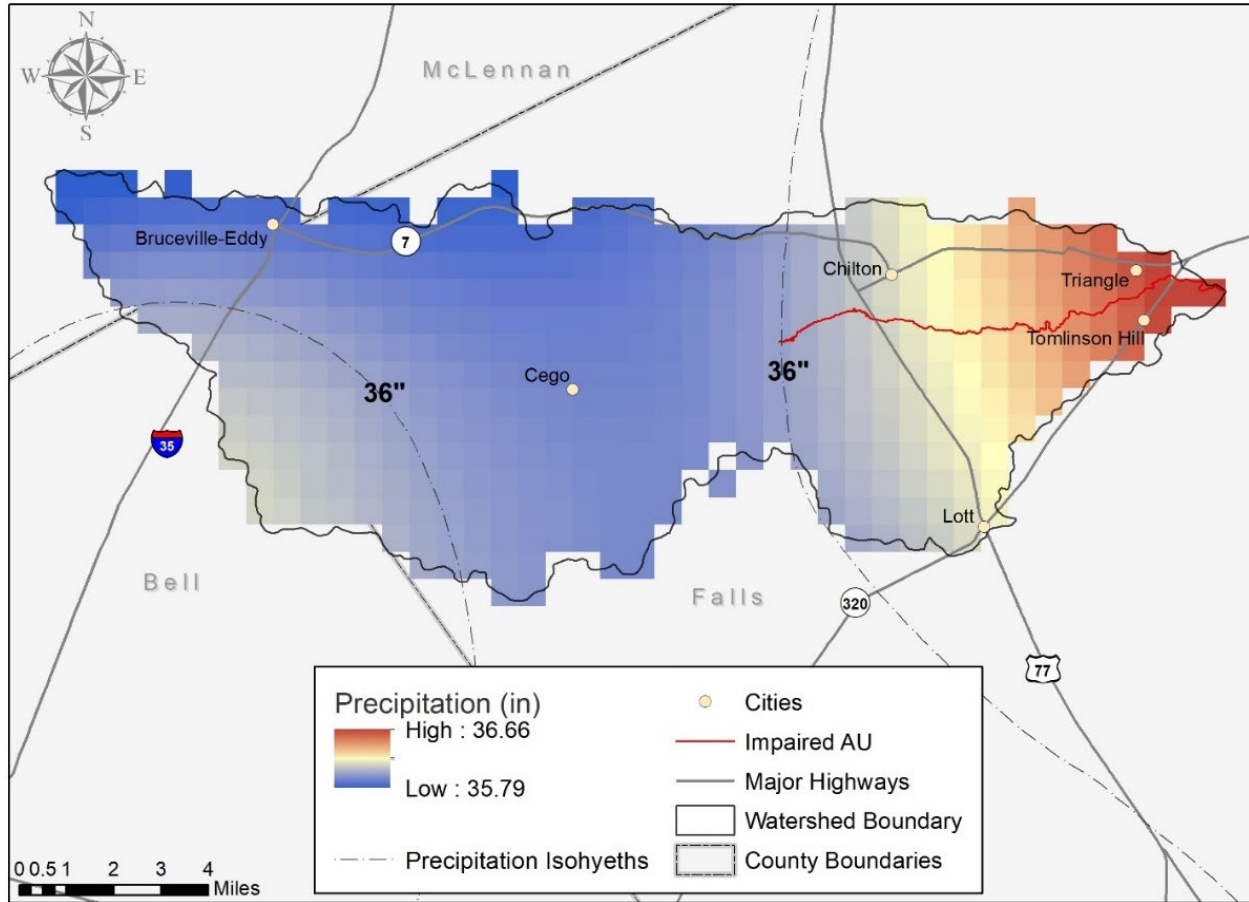 N
W E
S
McLennan
Bruceville-Eddy
7
Chilton
Triangle
Tomlinson Hill
36"
Cego
36"
35
Lott
Bell
Falls
320
77
Precipitation (in)
High : 36.66
Low : 35.79
Precipitation Isohyeths
Cities
Impaired AU
Major Highways
Watershed Boundary
County Boundaries
0 0.5 1 2 3 4
Miles